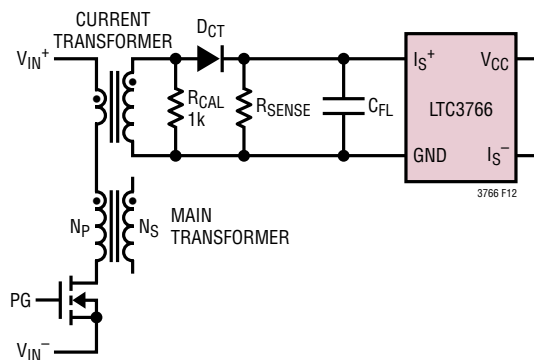 CURRENT
TRANSFORMER
D_CT
V_IN^+
R_CAL
1k
R_SENSE
C_FL
I_S^+
V_CC
LTC3766
GND
I_S^–
3766 F12
N_P
N_S
MAIN
TRANSFORMER
PG
V_IN^–